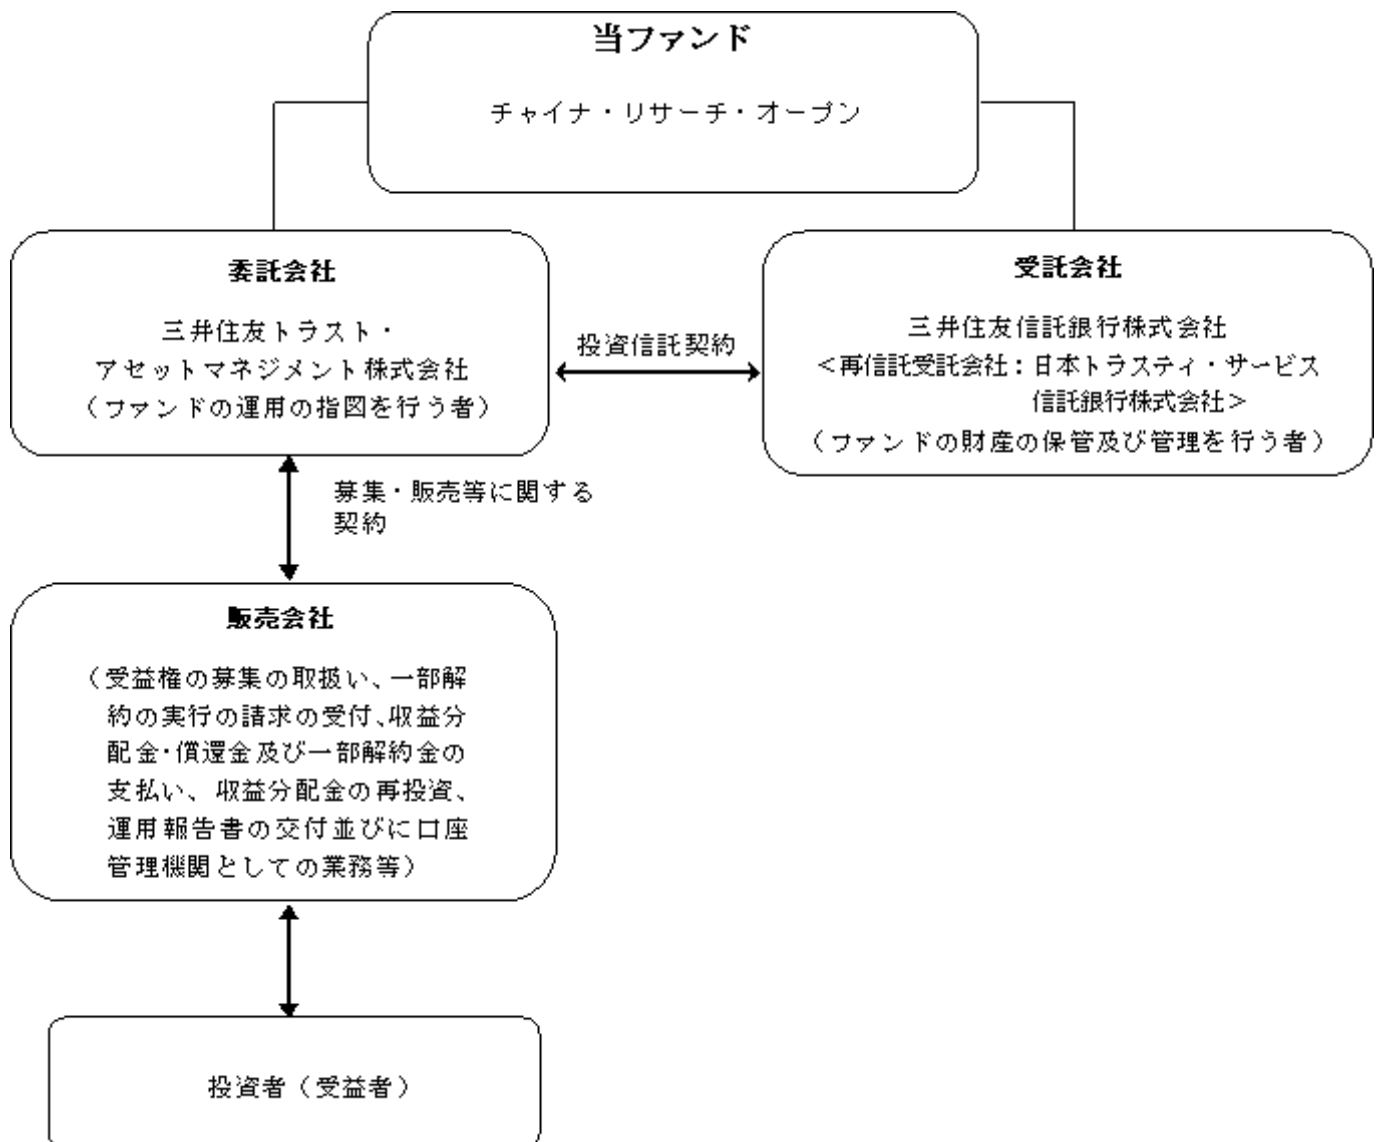 当ファンド
チャイナ・リサーチ・オープン
委託会社
三井住友トラスト・
アセットマネジメント株式会社
（ファンドの運用の指図を行う者）
投資信託契約
受託会社
三井住友信託銀行株式会社
＜再信託受託会社：日本トラスティ・サービス
信託銀行株式会社＞
（ファンドの財産の保管及び管理を行う者）
募集・販売等に関する
契約
販売会社
（受益権の募集の取扱い、一部解
約の実行の請求の受付、収益分
配金・償還金及び一部解約金の
支払い、収益分配金の再投資、
運用報告書の交付並びに口座
管理機関としての業務等）
投資者（受益者）